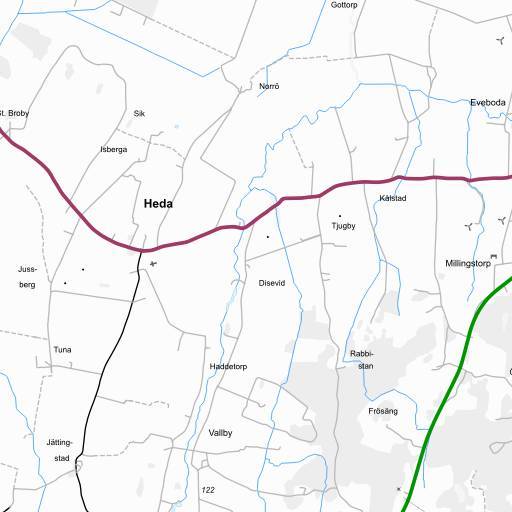 Gottorp
Norrö
St. Broby
Sik
Eveboda
Isberga
Heda
Kålstad
Tjugby
Juss-
berg
Millingstorp
Disevid
Tuna
Rabbi-
stan
Haddetorp
Frösäng
Vallby
Jätting-
stad
122